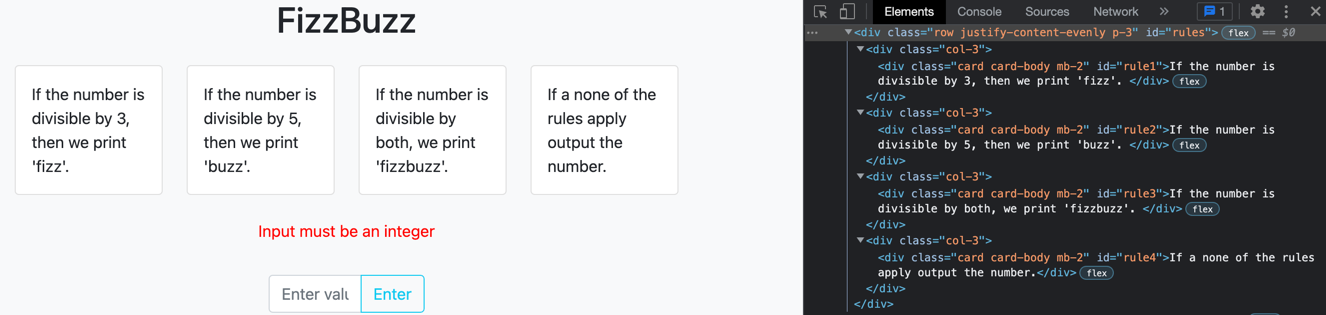 FizzBuzz
If the number is
divisible by 3,
then we print
'fizz'.
If the number is
divisible by 5,
then we print
'buzz'.
If the number is
divisible by
both, we print
'fizzbuzz'.
If a none of the
rules apply
output the
number.
Input must be an integer
Enter valu
Enter
Elements Console Sources Network » 1
<div class="row justify-content-evenly p-3" id="rules"> flex == $0
<div class="col-3">
<div class="card card-body mb-2" id="rule1">If the number is
divisible by 3, then we print 'fizz'. </div> flex
</div>
<div class="col-3">
<div class="card card-body mb-2" id="rule2">If the number is
divisible by 5, then we print 'buzz'. </div> flex
</div>
<div class="col-3">
<div class="card card-body mb-2" id="rule3">If the number is
divisible by both, we print 'fizzbuzz'. </div> flex
</div>
<div class="col-3">
<div class="card card-body mb-2" id="rule4">If a none of the rules
apply output the number.</div> flex
</div>
</div>